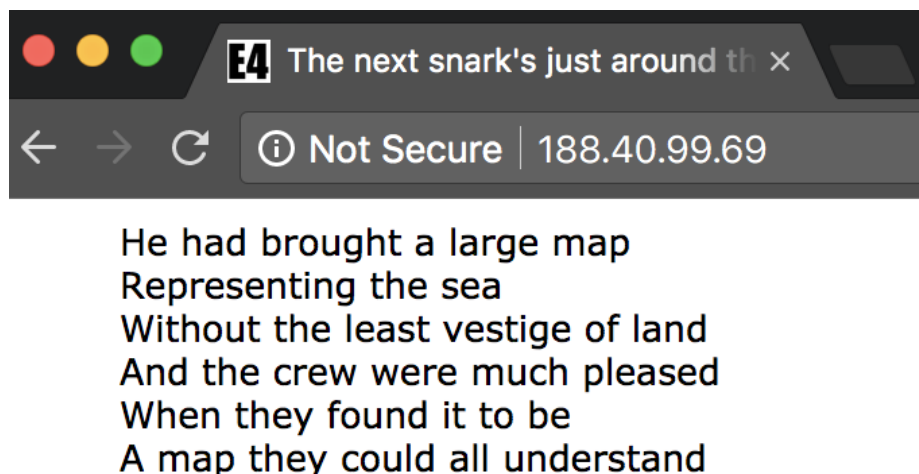 E4 The next snark's just around th
Not Secure 188.40.99.69
He had brought a large map
Representing the sea
Without the least vestige of land
And the crew were much pleased
When they found it to be
A map they could all understand